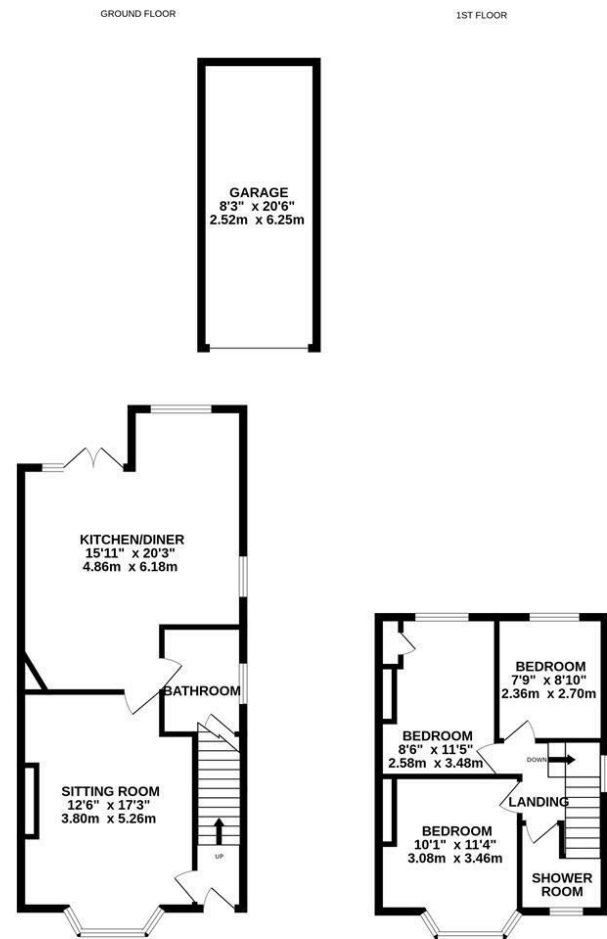 GROUND FLOOR
1ST FLOOR
GARAGE
8'3" x 20'6"
2.52m x 6.25m
KITCHEN/DINER
15'11" x 20'3"
4.86m x 6.18m
BATHROOM
SITTING ROOM
12'6" x 17'3"
3.80m x 5.26m
UP
BEDROOM
7'9" x 8'10"
2.36m x 2.70m
BEDROOM
8'6" x 11'5"
2.58m x 3.48m
DOWN
LANDING
BEDROOM
10'1" x 11'4"
3.08m x 3.46m
SHOWER
ROOM